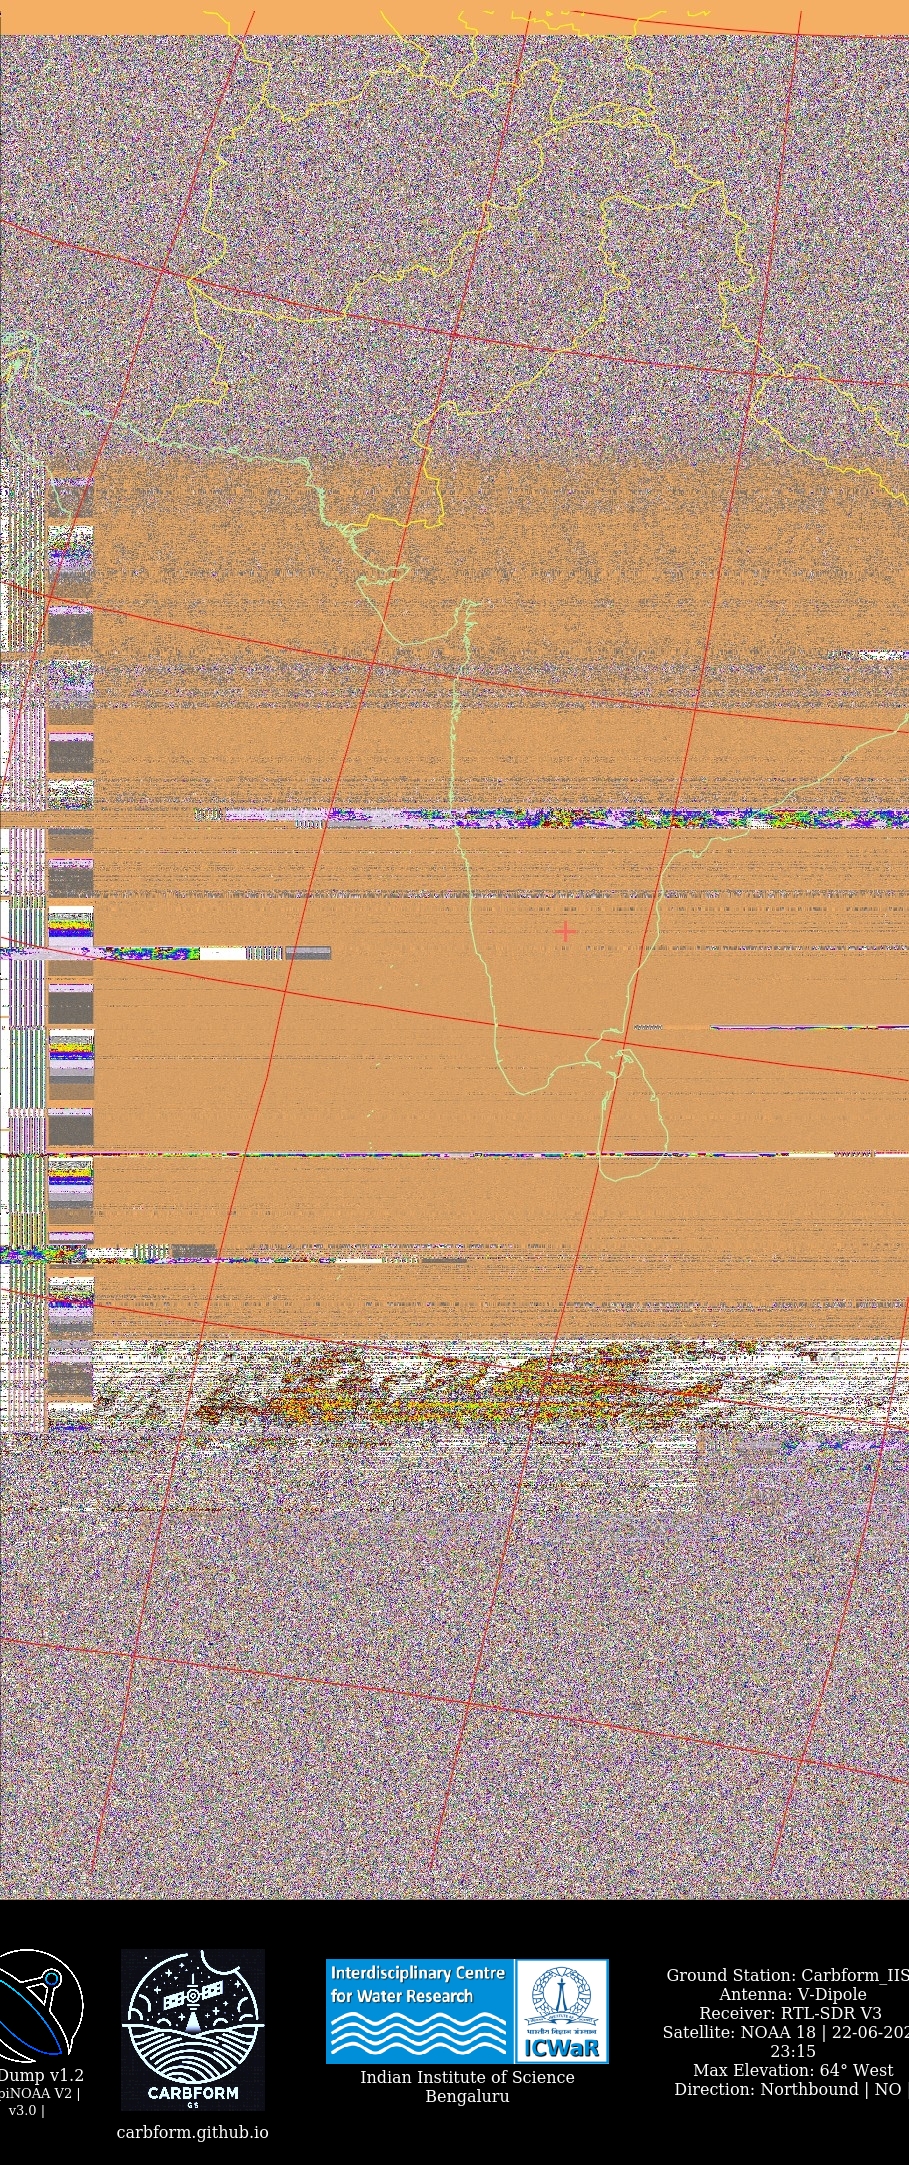 Dump v1.2
piNOAA V2 |
v3.0 |
CARBFORM
GS
carbform.github.io
Interdisciplinary Centre
for Water Research
भारतीय विज्ञान संस्थान
ICWaR
Indian Institute of Science
Bengaluru
Ground Station: Carbform_IIS
Antenna: V-Dipole
Receiver: RTL-SDR V3
Satellite: NOAA 18 | 22-06-202
23:15
Max Elevation: 64° West
Direction: Northbound | NO |